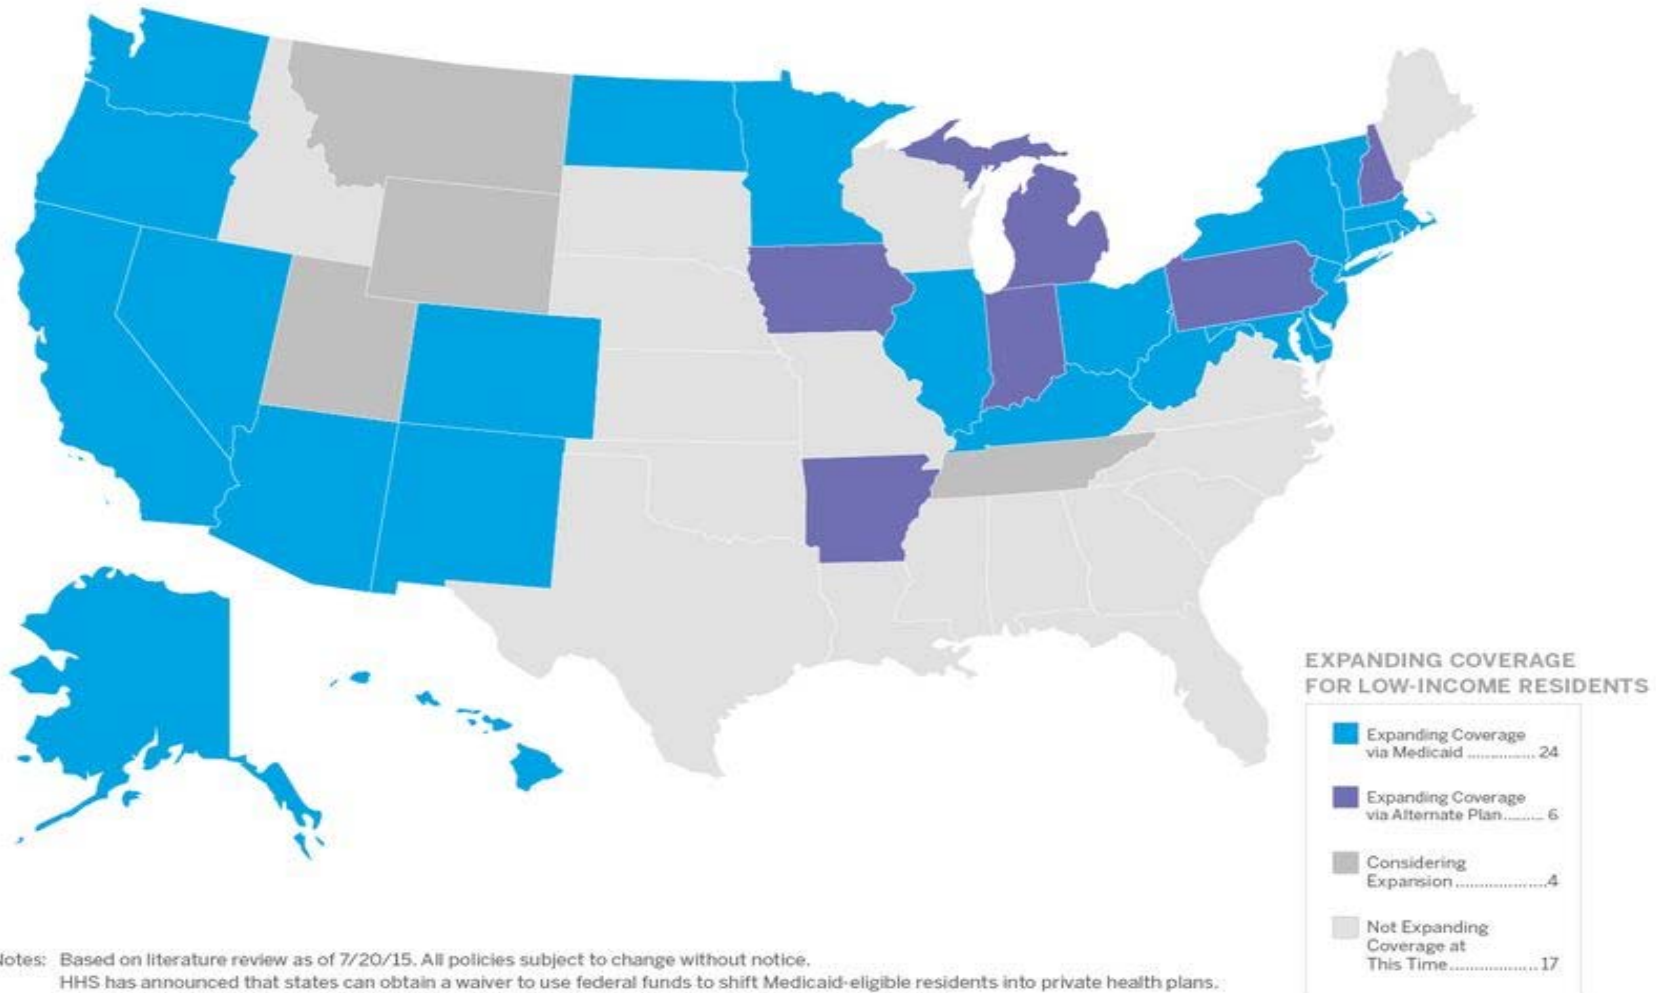 EXPANDING COVERAGE
FOR LOW-INCOME RESIDENTS
Expanding Coverage
via Medicaid ................ 24
Expanding Coverage
via Alternate Plan......... 6
Considering
Expansion .....................4
Not Expanding
Coverage at
This Time.................... 17
Notes: Based on literature review as of 7/20/15. All policies subject to change without notice.
HHS has announced that states can obtain a waiver to use federal funds to shift Medicaid-eligible residents into private health plans.